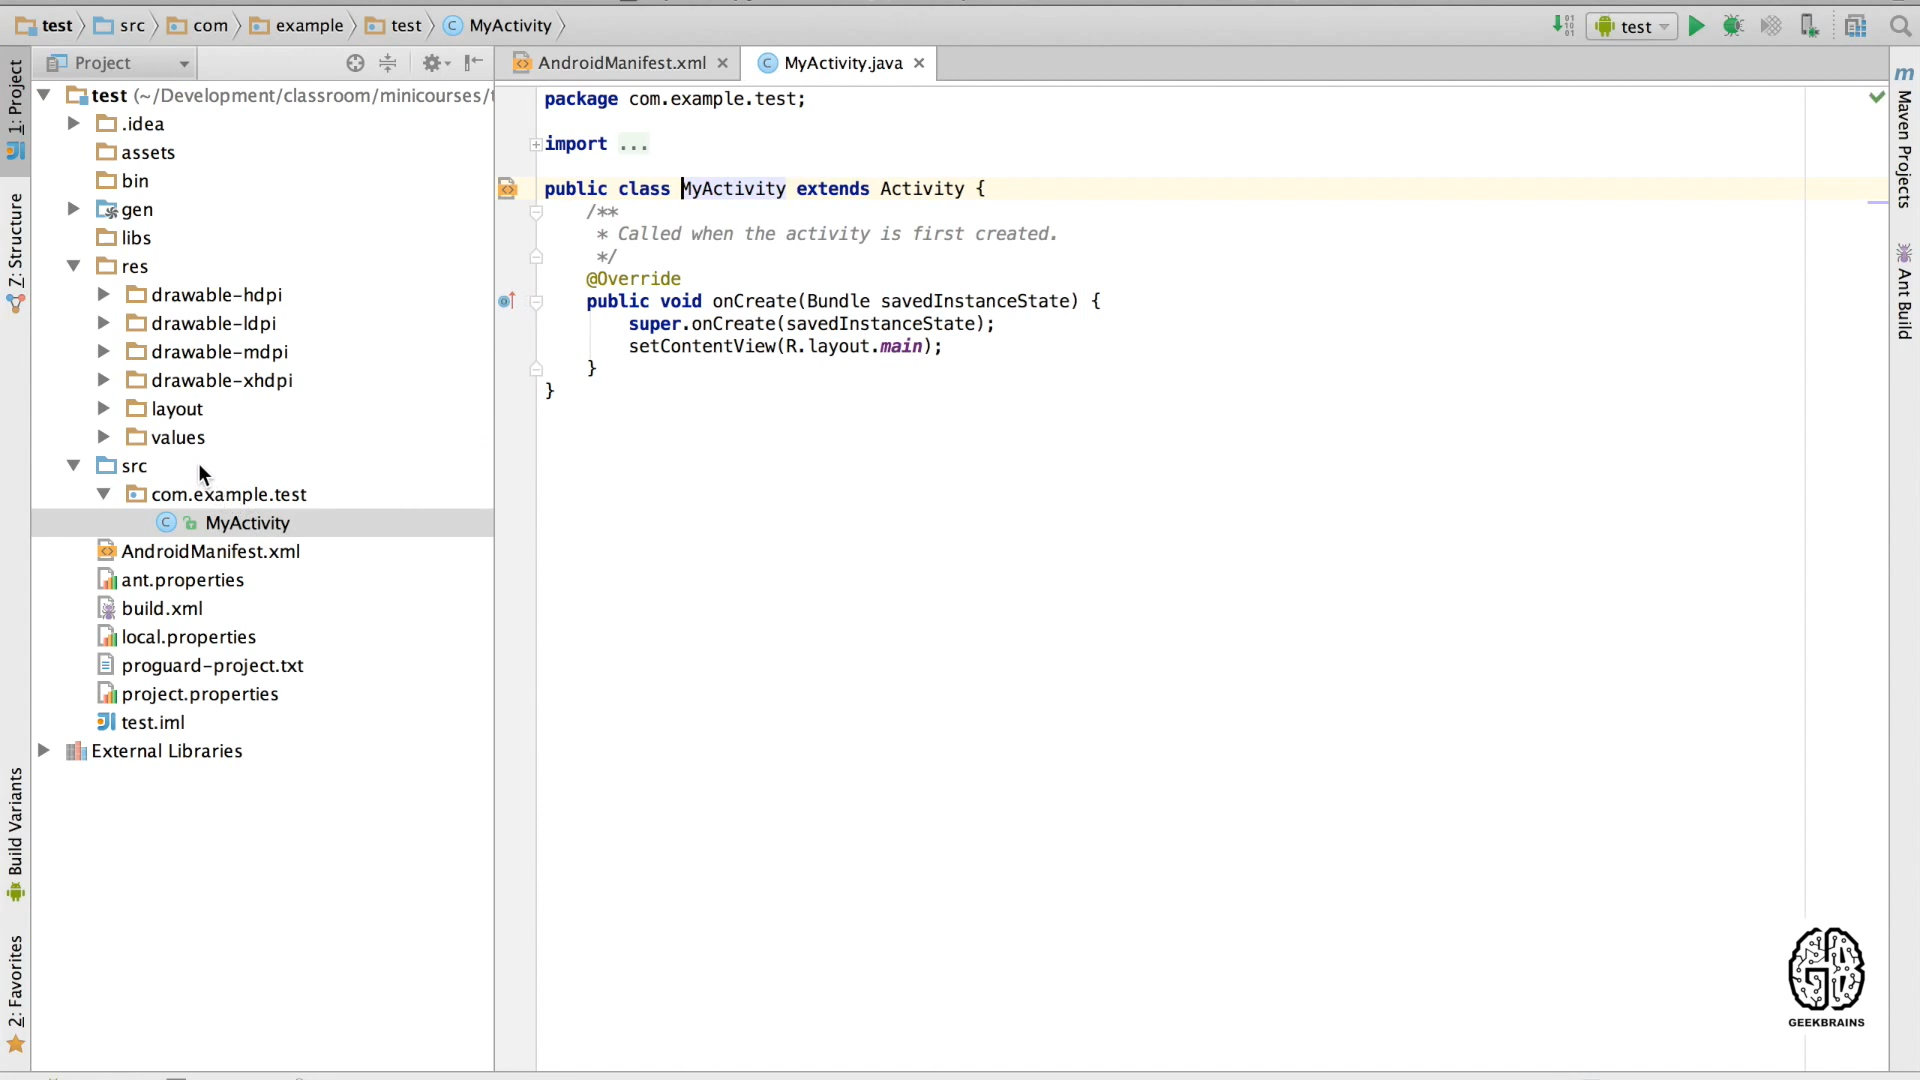 test src com example test MyActivity test
Project
AndroidManifest.xml
MyActivity.java
1: Project
Z: Structure
Build Variants
2: Favorites
test (~/Development/classroom/minicourses/
.idea
assets
bin
gen
libs
res
drawable-hdpi
drawable-ldpi
drawable-mdpi
drawable-xhdpi
layout
values
src
com.example.test
MyActivity
AndroidManifest.xml
ant.properties
build.xml
local.properties
proguard-project.txt
project.properties
test.iml
External Libraries
package com.example.test;
import ...
public class MyActivity extends Activity {
/**
* Called when the activity is first created.
*/
@Override
public void onCreate(Bundle savedInstanceState) {
super.onCreate(savedInstanceState);
setContentView(R.layout.main);
}
}
Maven Projects
Ant Build
GEEKBRAINS